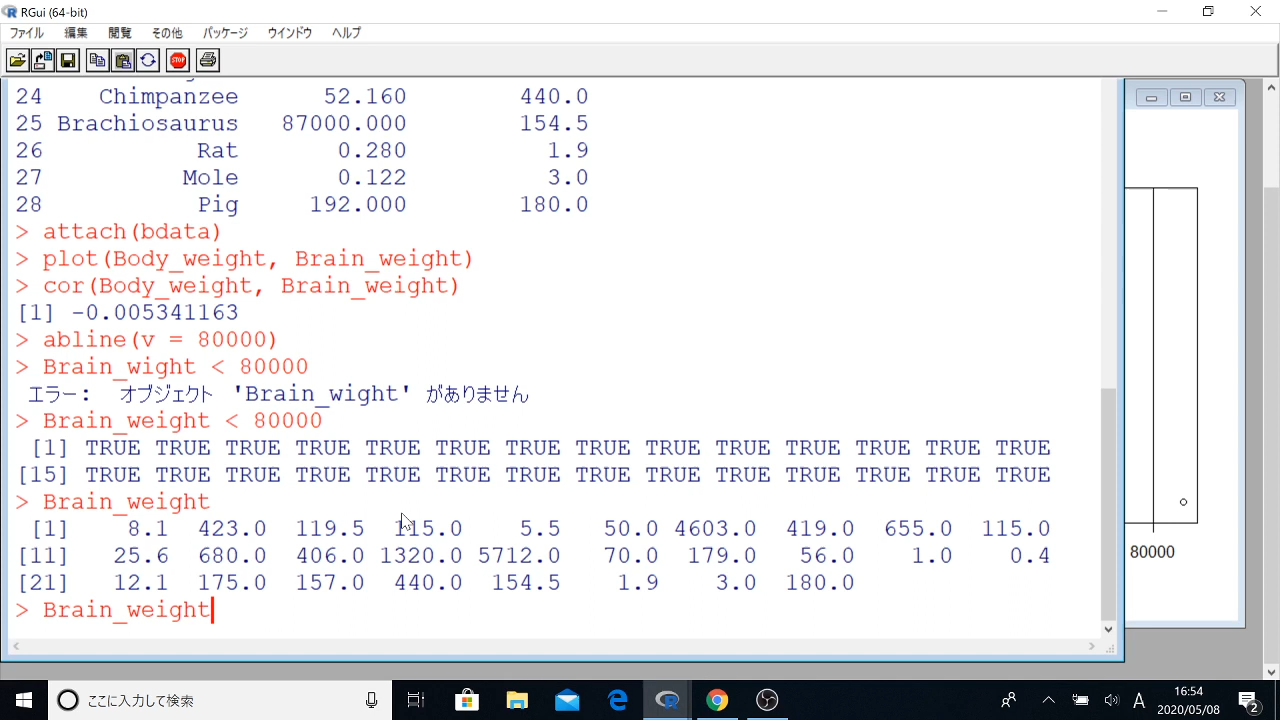 RGui (64-bit)
ファイル 編集 閲覧 その他 パッケージ ウインドウ ヘルプ
STOP
24 Chimpanzee 52.160 440.0
25 Brachiosaurus 87000.000 154.5
26 Rat 0.280 1.9
27 Mole 0.122 3.0
28 Pig 192.000 180.0
> attach(bdata)
> plot(Body_weight, Brain_weight)
> cor(Body_weight, Brain_weight)
[1] -0.005341163
> abline(v = 80000)
> Brain_wight < 80000
エラー: オブジェクト 'Brain_wight' がありません
> Brain_weight < 80000
[1] TRUE TRUE TRUE TRUE TRUE TRUE TRUE TRUE TRUE TRUE TRUE TRUE TRUE TRUE
[15] TRUE TRUE TRUE TRUE TRUE TRUE TRUE TRUE TRUE TRUE TRUE TRUE TRUE TRUE
> Brain_weight
[1] 8.1 423.0 119.5 115.0 5.5 50.0 4603.0 419.0 655.0 115.0
[11] 25.6 680.0 406.0 1320.0 5712.0 70.0 179.0 56.0 1.0 0.4
[21] 12.1 175.0 157.0 440.0 154.5 1.9 3.0 180.0
> Brain_weight
80000
ここに入力して検索
A
16:54
2020/05/08
2